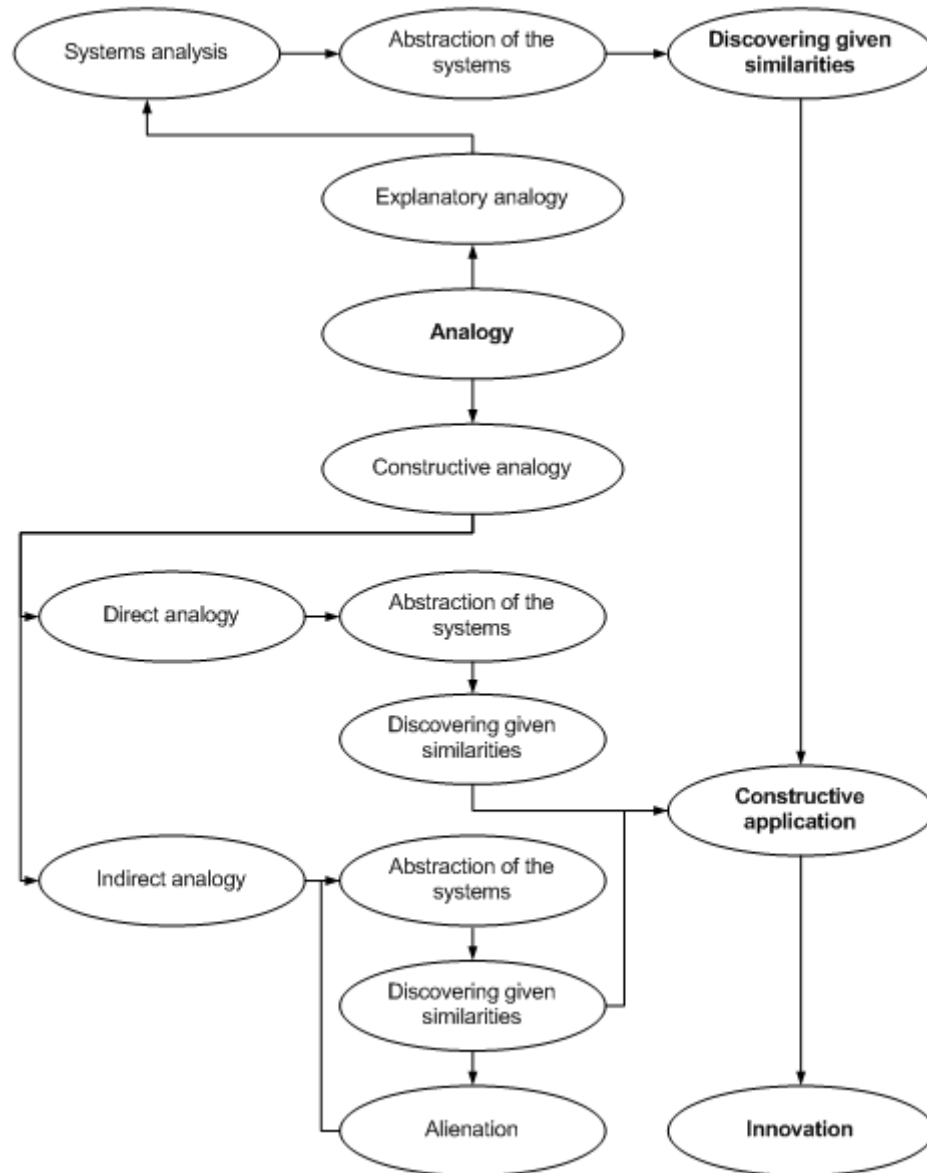 Systems analysis
Abstraction of the
systems
Discovering given
similarities
Explanatory analogy
Analogy
Constructive analogy
Direct analogy
Abstraction of the
systems
Discovering given
similarities
Constructive
application
Indirect analogy
Abstraction of the
systems
Discovering given
similarities
Alienation
Innovation